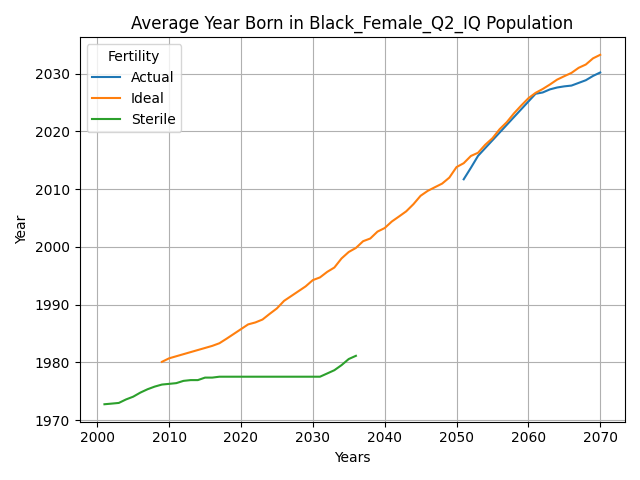 Average Year Born in Black_Female_Q2_IQ Population
Fertility
Actual
Ideal
Sterile
Year
2030
2020
2010
2000
1990
1980
1970
2000 2010 2020 2030 2040 2050 2060 2070
Years